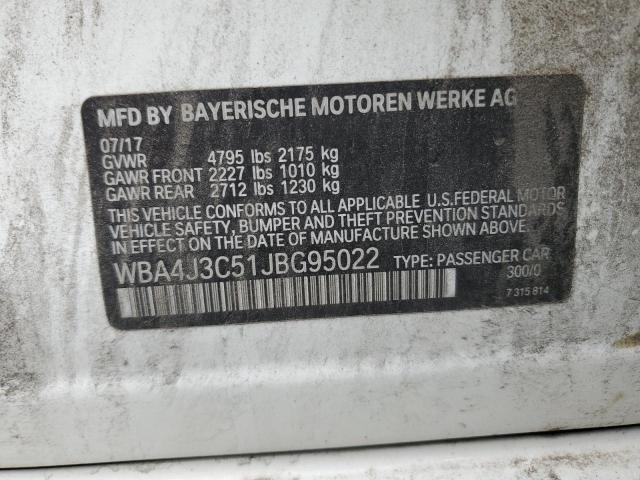 MFD BY BAYERISCHE MOTOREN WERKE AG
07/17
GVWR 4795 lbs 2175 kg
GAWR FRONT 2227 lbs 1010 kg
GAWR REAR 2712 lbs 1230 kg
THIS VEHICLE CONFORMS TO ALL APPLICABLE U.S.FEDERAL MOTOR
VEHICLE SAFETY, BUMPER AND THEFT PREVENTION STANDARDS
IN EFFECT ON THE DATE OF MANUFACTURE SHOWN ABOVE.
WBA4J3C51JBG95022 TYPE: PASSENGER CAR
300/0
7 315 814